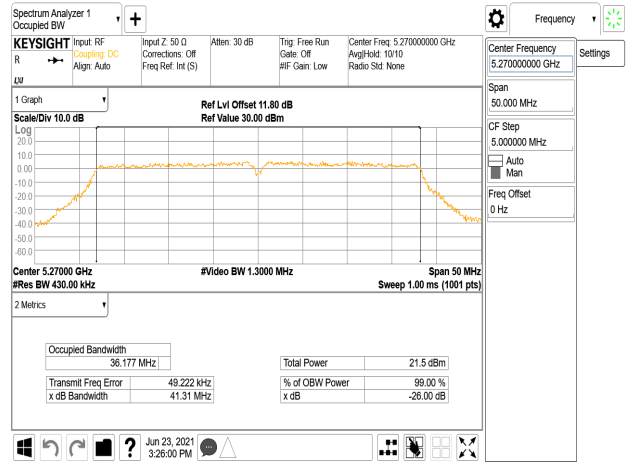 Spectrum Analyzer 1
Occupied BW
Frequency
KEYSIGHT
R
LXI
Input: RF
Coupling: DC
Align: Auto
Input Z: 50 Ω
Corrections: Off
Freq Ref: Int (S)
Atten: 30 dB
Trig: Free Run
Gate: Off
#IF Gain: Low
Center Freq: 5.270000000 GHz
Avg|Hold: 10/10
Radio Std: None
Center Frequency
5.270000000 GHz
Settings
Span
50.000 MHz
CF Step
5.000000 MHz
Auto
Man
Freq Offset
0 Hz
1 Graph
Scale/Div 10.0 dB
Ref Lvl Offset 11.80 dB
Ref Value 30.00 dBm
Log
20.0
10.0
0.00
-10.0
-20.0
-30.0
-40.0
-50.0
-60.0
Center 5.27000 GHz
#Res BW 430.00 kHz
#Video BW 1.3000 MHz
Span 50 MHz
Sweep 1.00 ms (1001 pts)
2 Metrics
Occupied Bandwidth
36.177 MHz
Total Power 21.5 dBm
Transmit Freq Error 49.222 kHz
% of OBW Power 99.00 %
x dB Bandwidth 41.31 MHz
x dB -26.00 dB
?
Jun 23, 2021
3:26:00 PM